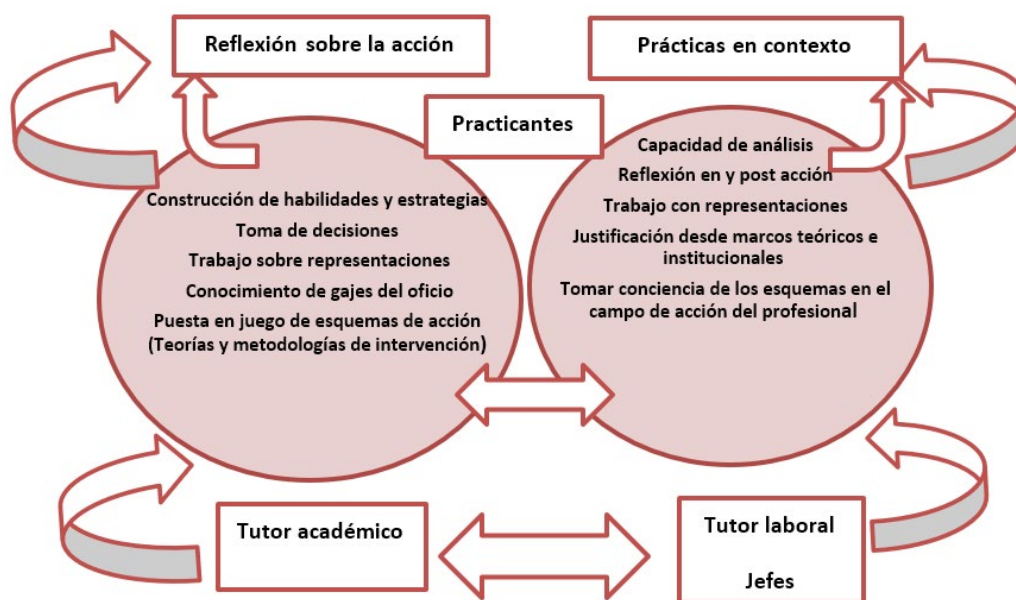 Reflexión sobre la acción
Prácticas en contexto
Practicantes
Construcción de habilidades y estrategias
Toma de decisiones
Trabajo sobre representaciones
Conocimiento de gajes del oficio
Puesta en juego de esquemas de acción
(Teorías y metodologías de intervención)
Capacidad de análisis
Reflexión en y post acción
Trabajo con representaciones
Justificación desde marcos teóricos e
institucionales
Tomar conciencia de los esquemas en el
campo de acción del profesional
Tutor académico
Tutor laboral
Jefes